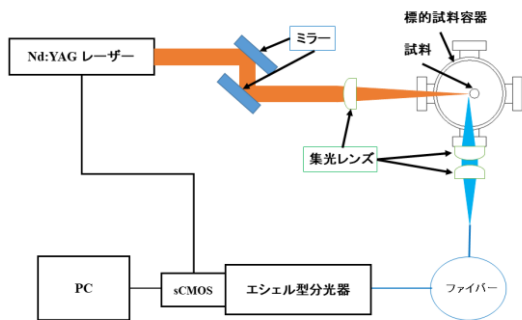 標的試料容器
ミラー
試料
Nd:YAG レーザー
集光レンズ
PC
sCMOS
エシェル型分光器
ファイバー